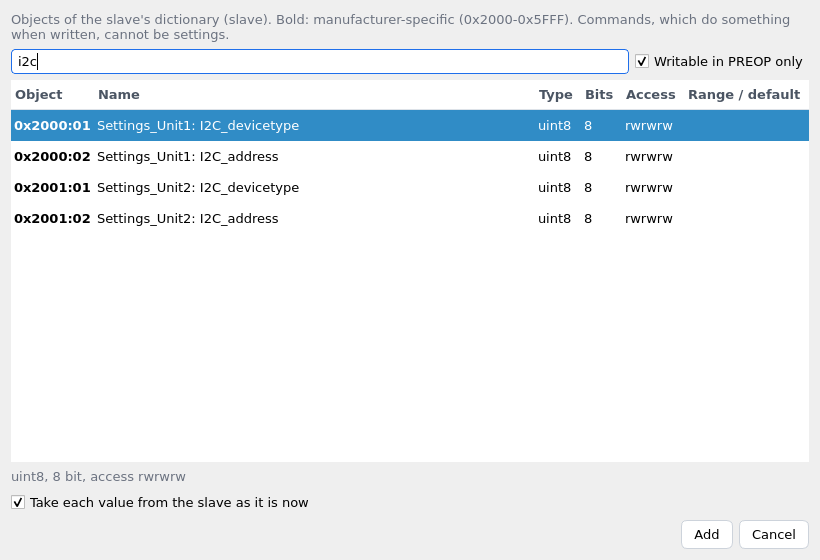 Objects of the slave's dictionary (slave). Bold: manufacturer-specific (0x2000-0x5FFF). Commands, which do something
when written, cannot be settings.
i2c
Writable in PREOP only
Object Name Type Bits Access Range / default
0x2000:01 Settings_Unit1: I2C_devicetype uint8 8 rwrwrw
0x2000:02 Settings_Unit1: I2C_address uint8 8 rwrwrw
0x2001:01 Settings_Unit2: I2C_devicetype uint8 8 rwrwrw
0x2001:02 Settings_Unit2: I2C_address uint8 8 rwrwrw
uint8, 8 bit, access rwrwrw
Take each value from the slave as it is now
Add Cancel